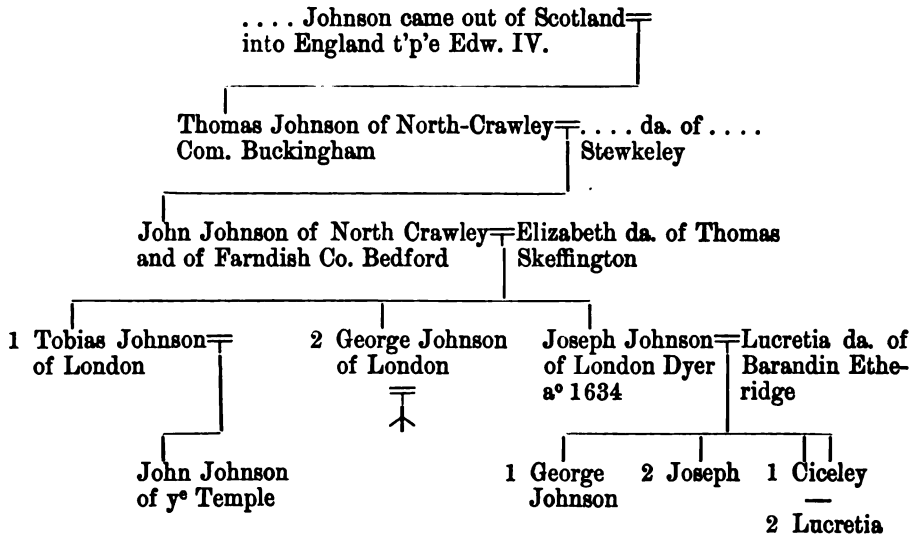 .... Johnson came out of Scotland
into England t'p'e Edw. IV.
Thomas Johnson of North-Crawley
Com. Buckingham
.... da. of ....
Stewkeley
John Johnson of North Crawley
and of Farndish Co. Bedford
Elizabeth da. of Thomas
Skeffington
1 Tobias Johnson
of London
2 George Johnson
of London
Joseph Johnson
of London Dyer
aº 1634
Lucretia da. of
Barandin Ethe-
ridge
John Johnson
of yᵉ Temple
1 George
Johnson
2 Joseph
1 Ciceley
2 Lucretia